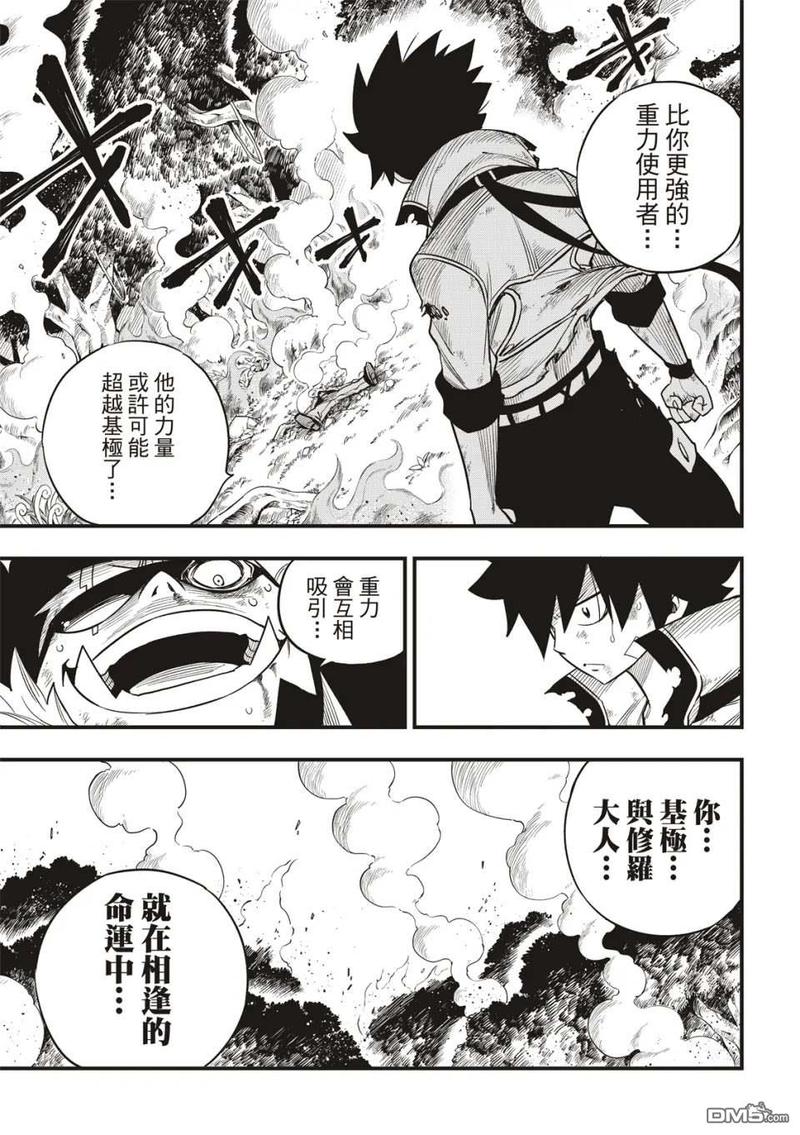 比你更強的…
重力使用者…
他的力量
或許可能
超越基極了…
重力
會互相
吸引…
你…
基極…
與修羅
大人…
就在相逢的
命運中…
DM5.com